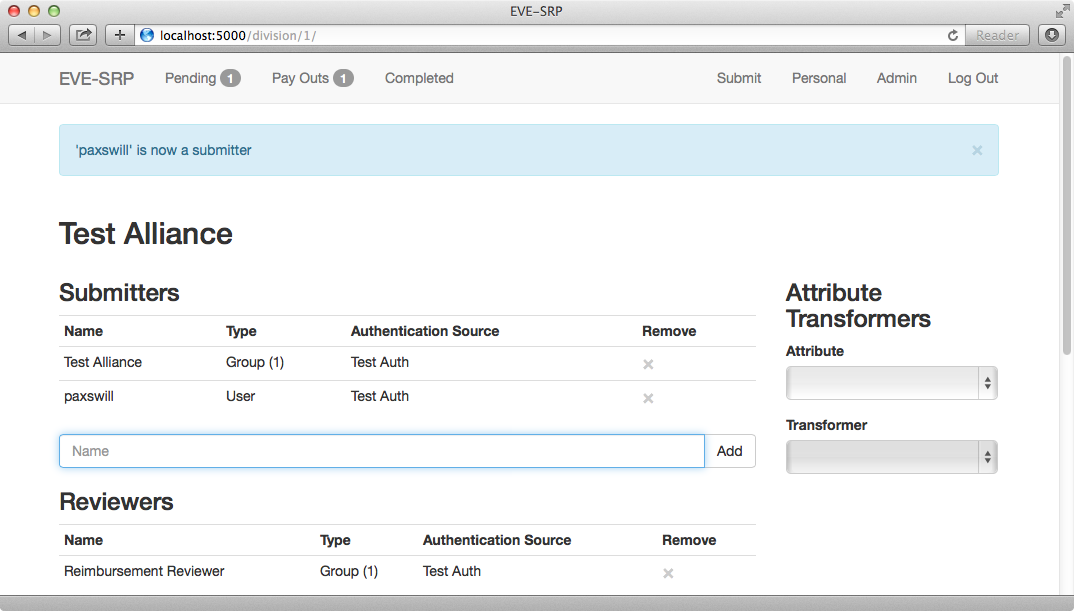 EVE-SRP
localhost:5000/division/1/
Reader
EVE-SRP Pending 1 Pay Outs 1 Completed Submit Personal Admin Log Out
'paxswill' is now a submitter ×
Test Alliance
Submitters
Name Type Authentication Source Remove
Test Alliance Group (1) Test Auth ×
paxswill User Test Auth ×
Name Add
Reviewers
Name Type Authentication Source Remove
Reimbursement Reviewer Group (1) Test Auth ×
Attribute
Transformers
Attribute
Transformer